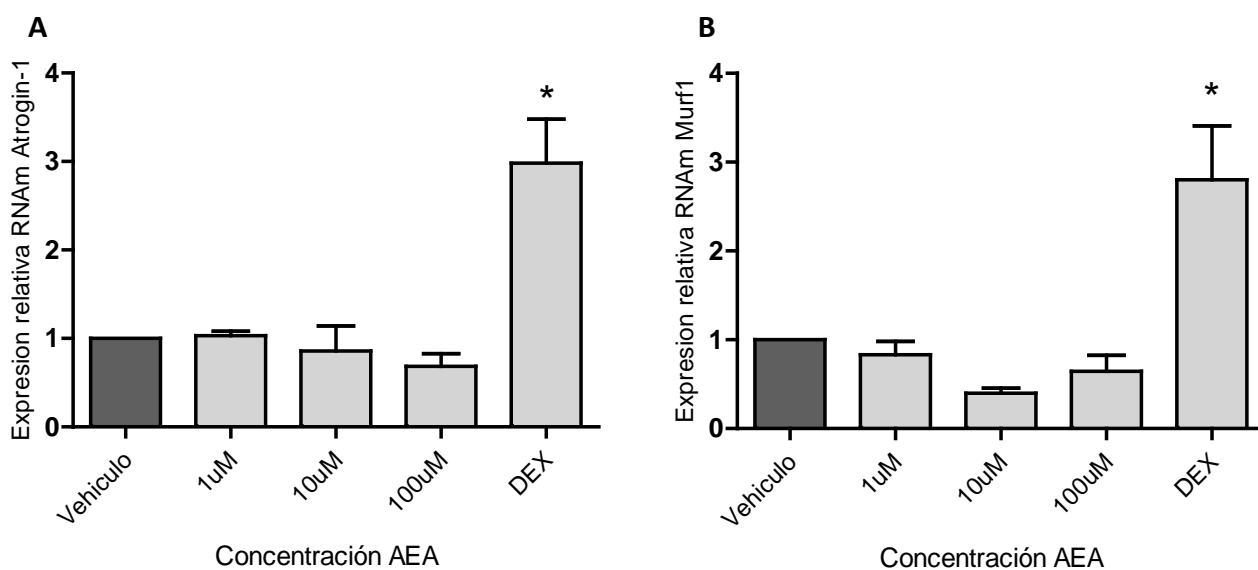 A
Expresion relativa RNAm Atrogin-1
4
3
2
1
0
*
Vehiculo
1uM
10uM
100uM
DEX
Concentración AEA
B
Expresion relativa RNAm Murf1
4
3
2
1
0
*
Vehiculo
1uM
10uM
100uM
DEX
Concentración AEA